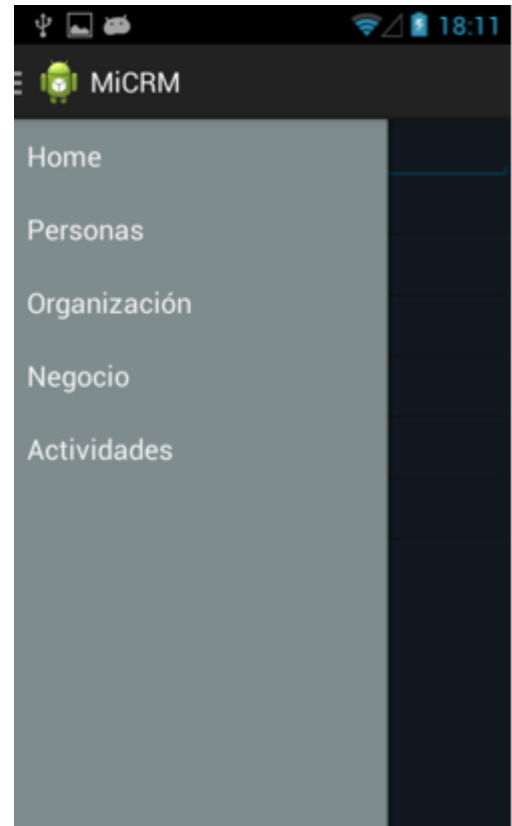 18:11
MiCRM
Home
Personas
Organización
Negocio
Actividades